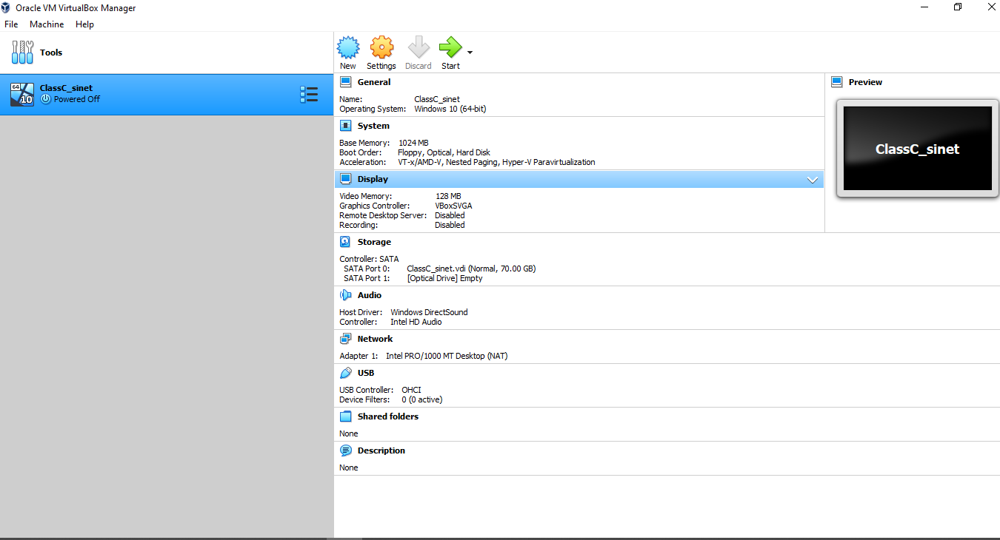 Oracle VM VirtualBox Manager
File Machine Help
Tools
New Settings Discard Start
64
10
ClassC_sinet
Powered Off
General
Name: ClassC_sinet
Operating System: Windows 10 (64-bit)
System
Base Memory: 1024 MB
Boot Order: Floppy, Optical, Hard Disk
Acceleration: VT-x/AMD-V, Nested Paging, Hyper-V Paravirtualization
Display
Video Memory: 128 MB
Graphics Controller: VBoxSVGA
Remote Desktop Server: Disabled
Recording: Disabled
Storage
Controller: SATA
SATA Port 0: ClassC_sinet.vdi (Normal, 70.00 GB)
SATA Port 1: [Optical Drive] Empty
Audio
Host Driver: Windows DirectSound
Controller: Intel HD Audio
Network
Adapter 1: Intel PRO/1000 MT Desktop (NAT)
USB
USB Controller: OHCI
Device Filters: 0 (0 active)
Shared folders
None
Description
None
Preview
ClassC_sinet